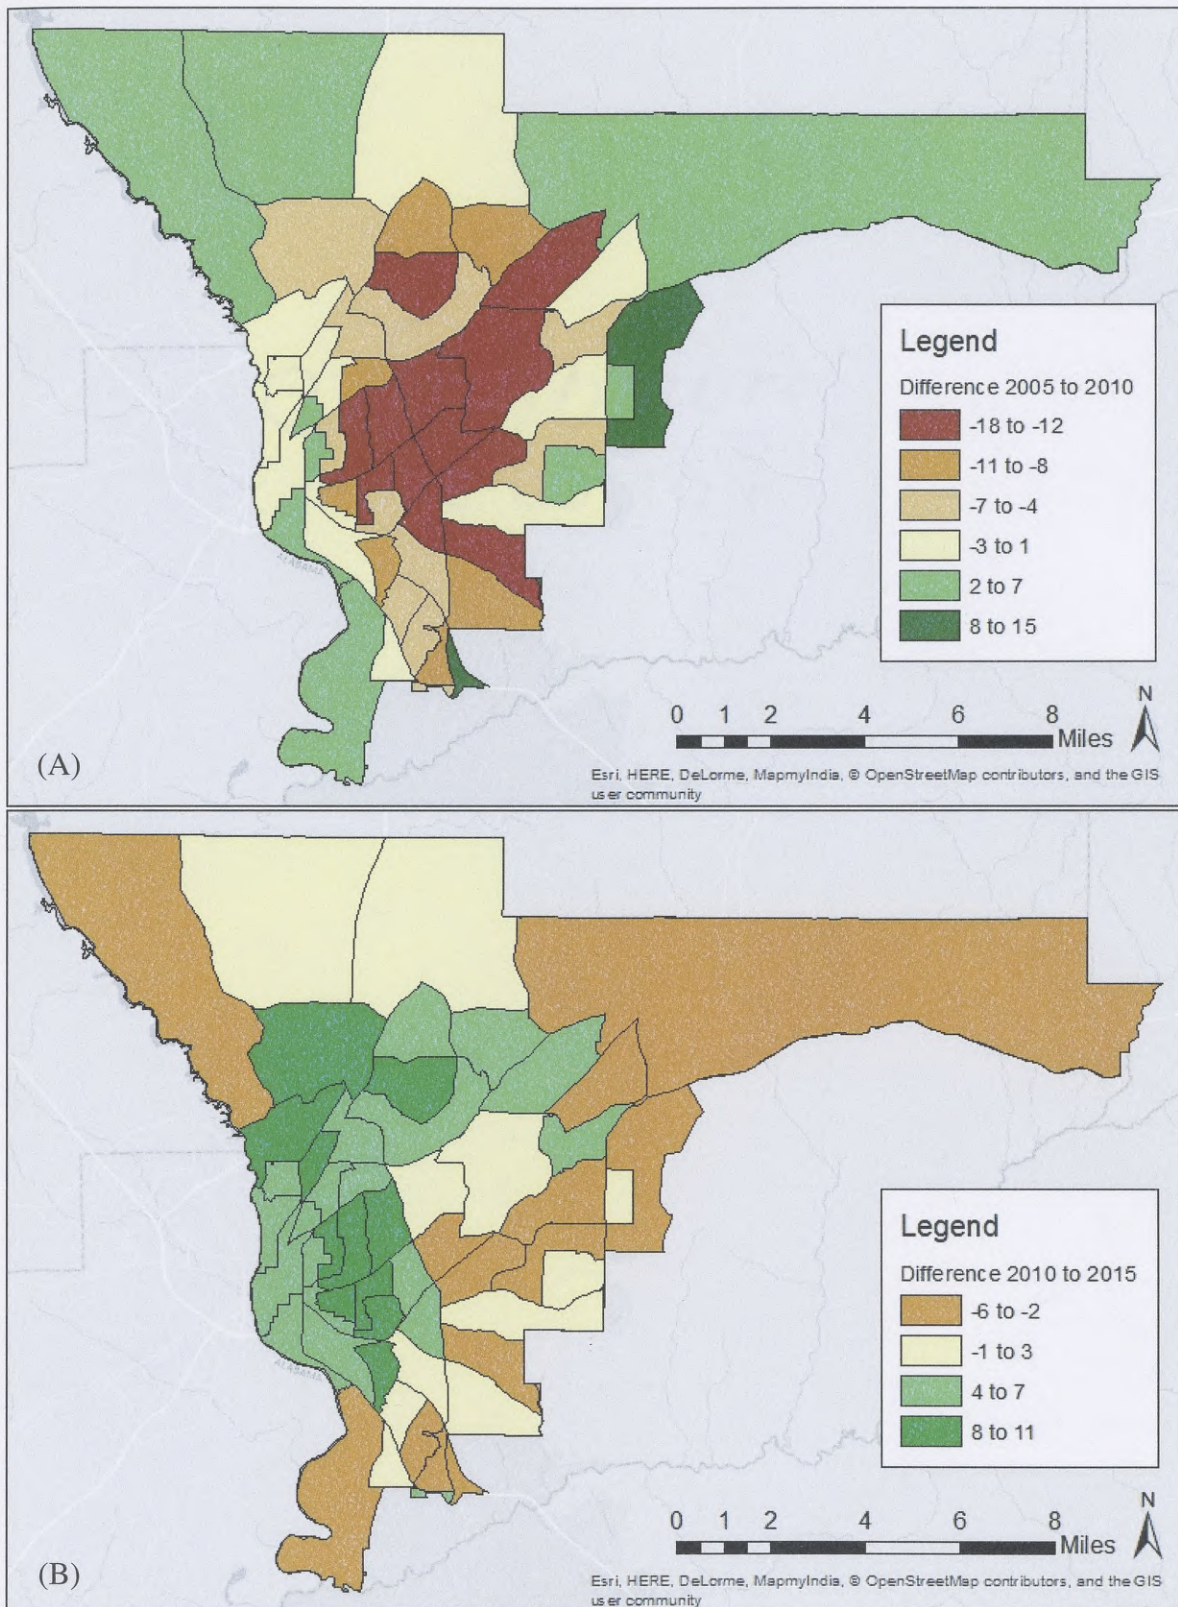 Legend
Difference 2005 to 2010
-18 to -12
-11 to -8
-7 to -4
-3 to 1
2 to 7
8 to 15
ALABAMA
N
0 1 2 4 6 8
Miles
(A)
Esri, HERE, DeLorme, MapmyIndia, © OpenStreetMap contributors, and the GIS
user community
Legend
Difference 2010 to 2015
-6 to -2
-1 to 3
4 to 7
8 to 11
ALABAMA
N
0 1 2 4 6 8
Miles
(B)
Esri, HERE, DeLorme, MapmyIndia, © OpenStreetMap contributors, and the GIS
user community